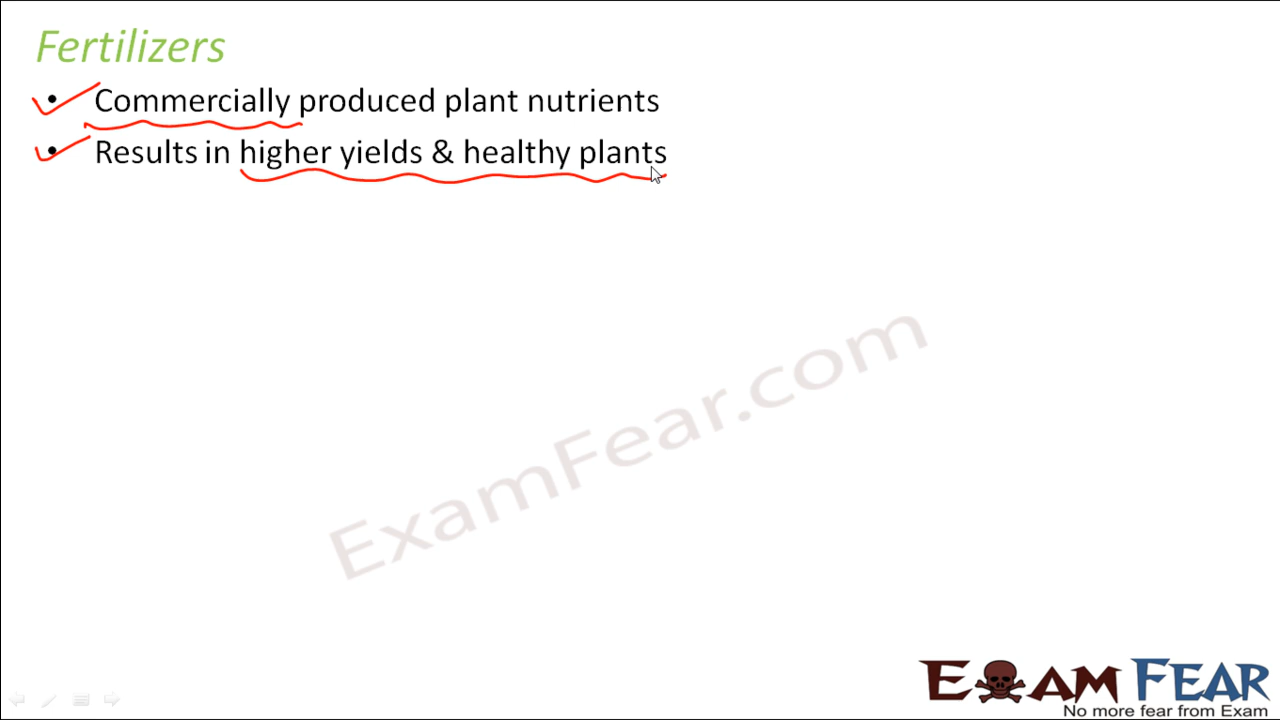 Fertilizers
• Commercially produced plant nutrients
• Results in higher yields & healthy plants
ExamFear.com
EXAM FEAR
No more fear from Exam